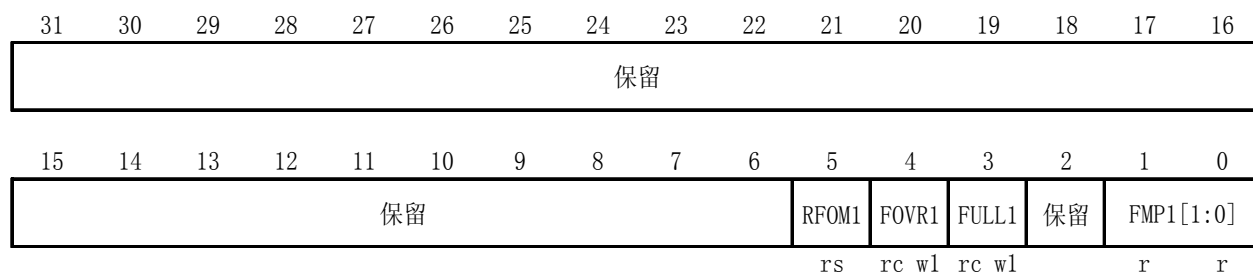 31 30 29 28 27 26 25 24 23 22 21 20 19 18 17 16
保留
15 14 13 12 11 10 9 8 7 6 5 4 3 2 1 0
保留 RFOM1 FOVR1 FULL1 保留 FMP1[1:0]
rs rc w1 rc w1 r r